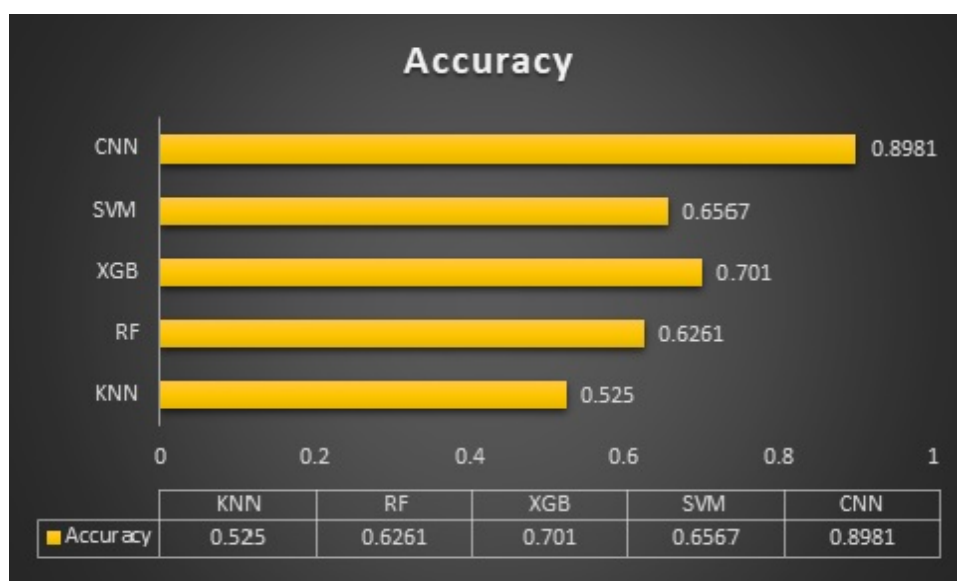 Accuracy
CNN 0.8981
SVM 0.6567
XGB 0.701
RF 0.6261
KNN 0.525
0 0.2 0.4 0.6 0.8 1
KNN RF XGB SVM CNN
Accuracy 0.525 0.6261 0.701 0.6567 0.8981